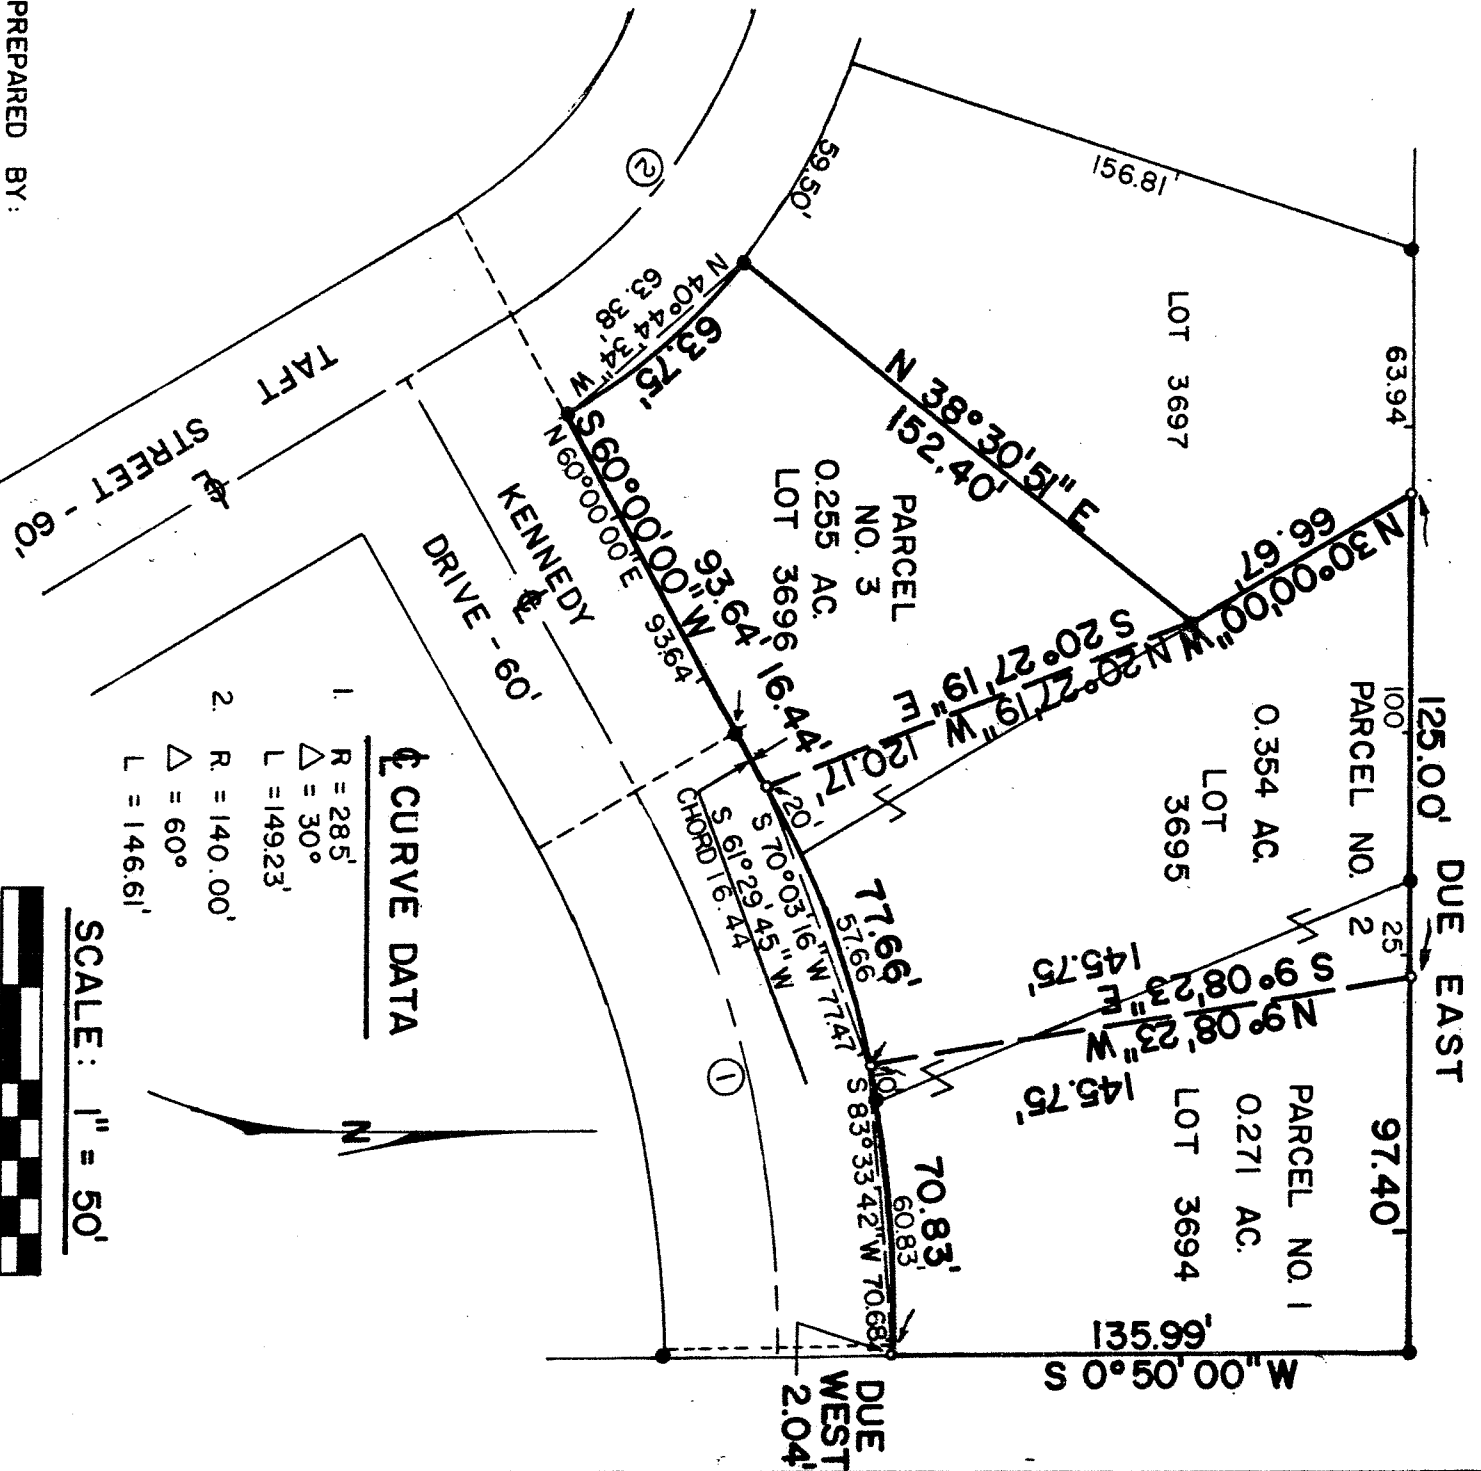 PREPARED BY:
125.00' DUE EAST
63.94'
100
25'
97.40'
156.81'
LOT 3697
59.50'
N 38°30'51" E
152.40'
N 30°00'00" W
66.67'
PARCEL NO. 2
0.354 AC.
LOT
3695
PARCEL NO. 1
0.271 AC.
LOT 3694
135.99'
S 0°50'00" W
S 9°08'23" E
145.75'
N 9°08'23" W
145.75'
S 20°27'19" E
N 20°27'19" W
120.17'
PARCEL
NO. 3
0.255 AC.
LOT 3696
N 40°44'34" W
63.38'
63.75'
S 60°00'00" W
93.64'
N 60°00'00" E
93.64'
16.44'
20'
77.66'
57.66'
S 70°03'16" W 77.47
S 61°29'45" W
CHORD 16.44
10'
70.83'
60.83'
S 83°33'42" W 70.68'
DUE
WEST
2.04'
KENNEDY
℄
DRIVE - 60'
TAFT
STREET - 60'
℄
2
1
℄ CURVE DATA
1. R = 285'
△ = 30°
L = 149.23'
2. R = 140.00'
△ = 60°
L = 146.61'
N
SCALE: 1" = 50'